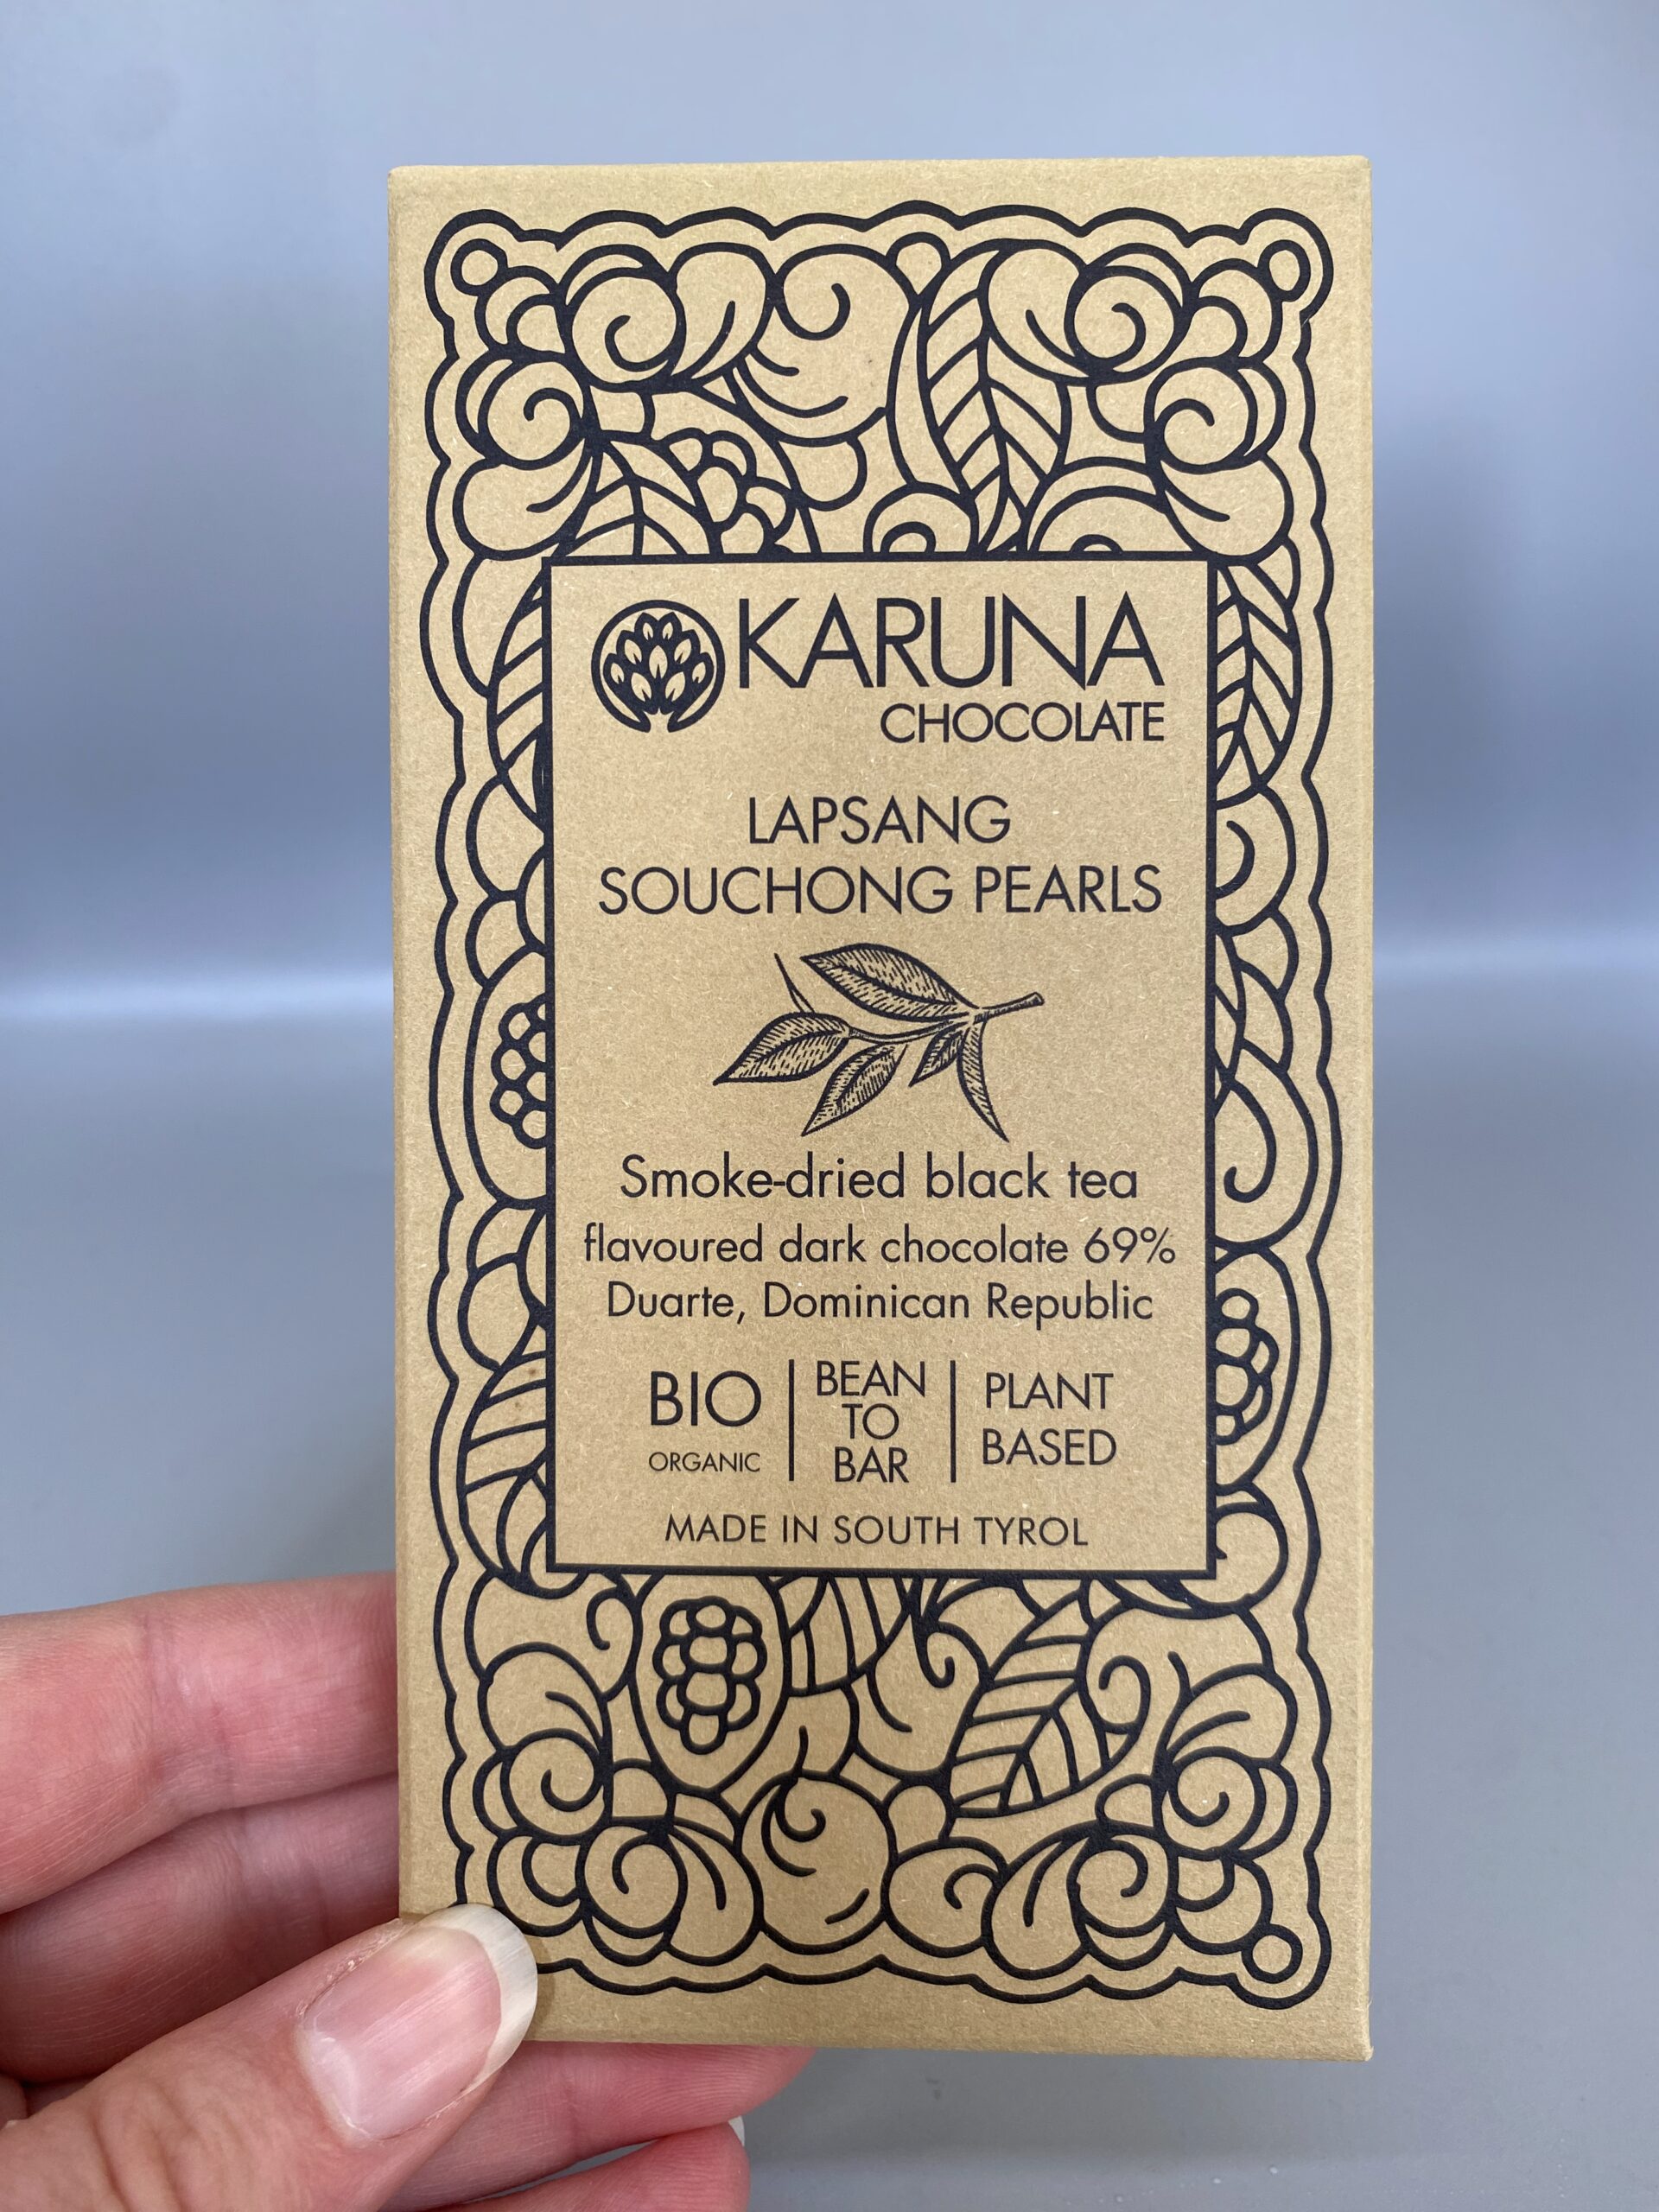 KARUNA
CHOCOLATE
LAPSANG
SOUCHONG PEARLS
Smoke-dried black tea
flavoured dark chocolate 69%
Duarte, Dominican Republic
BIO
ORGANIC
BEAN
TO
BAR
PLANT
BASED
MADE IN SOUTH TYROL